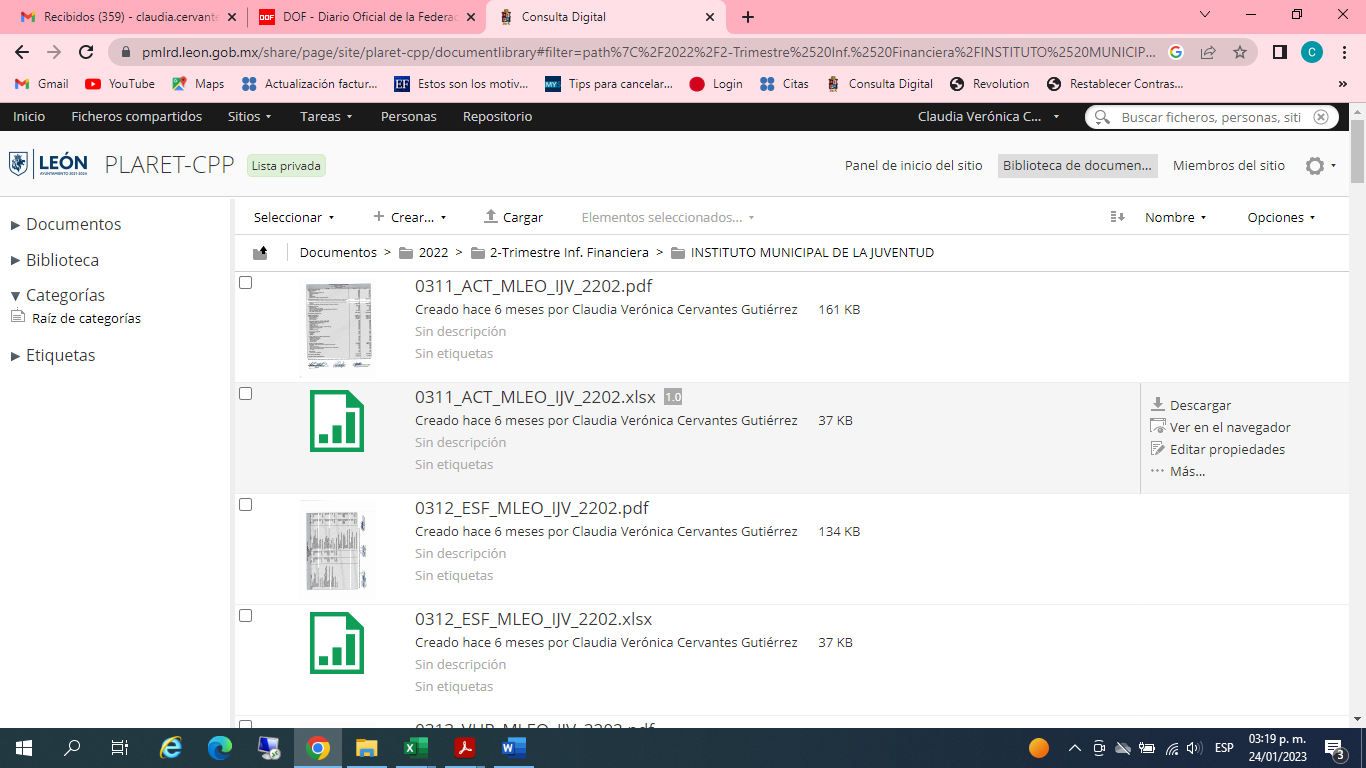 Recibidos (359) - claudia.cervante
DOF - Diario Oficial de la Federac
Consulta Digital
pmlrd.leon.gob.mx/share/page/site/plaret-cpp/documentlibrary#filter=path%7C%2F2022%2F2-Trimestre%2520Inf.%2520Financiera%2FINSTITUTO%2520MUNICIP...
C
Gmail
YouTube
Maps
Actualización factur...
EF
Estos son los motiv...
MY
Tips para cancelar...
Login
Citas
Consulta Digital
Revolution
Restablecer Contras...
Inicio
Ficheros compartidos
Sitios
Tareas
Personas
Repositorio
Claudia Verónica C...
Buscar ficheros, personas, siti
LEÓN
AYUNTAMIENTO 2021-2024
PLARET-CPP
Lista privada
Panel de inicio del sitio
Biblioteca de documen...
Miembros del sitio
Documentos
Biblioteca
Categorías
Raíz de categorías
Etiquetas
Seleccionar
Crear...
Cargar
Elementos seleccionados...
Nombre
Opciones
Documentos > 2022 > 2-Trimestre Inf. Financiera > INSTITUTO MUNICIPAL DE LA JUVENTUD
0311_ACT_MLEO_IJV_2202.pdf
Creado hace 6 meses por Claudia Verónica Cervantes Gutiérrez 161 KB
Sin descripción
Sin etiquetas
0311_ACT_MLEO_IJV_2202.xlsx 1.0
Creado hace 6 meses por Claudia Verónica Cervantes Gutiérrez 37 KB
Sin descripción
Sin etiquetas
Descargar
Ver en el navegador
Editar propiedades
Más...
0312_ESF_MLEO_IJV_2202.pdf
Creado hace 6 meses por Claudia Verónica Cervantes Gutiérrez 134 KB
Sin descripción
Sin etiquetas
0312_ESF_MLEO_IJV_2202.xlsx
Creado hace 6 meses por Claudia Verónica Cervantes Gutiérrez 37 KB
Sin descripción
Sin etiquetas
ESP
03:19 p. m.
24/01/2023
3